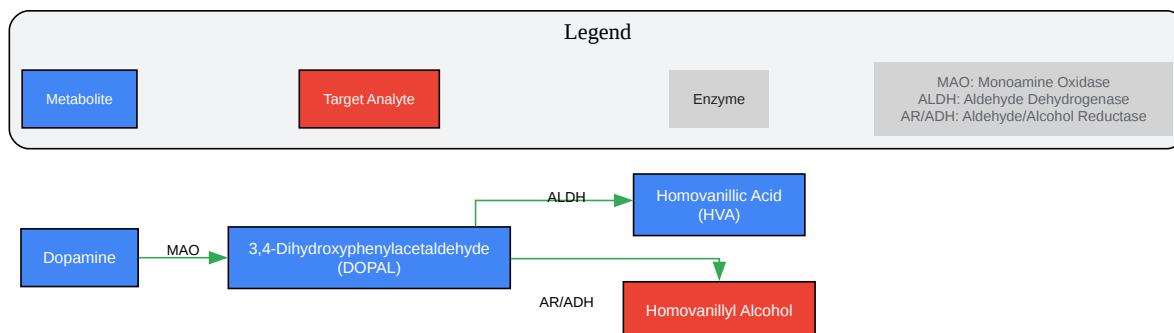 Legend
Metabolite
Target Analyte
Enzyme
MAO: Monoamine Oxidase
ALDH: Aldehyde Dehydrogenase
AR/ADH: Aldehyde/Alcohol Reductase
Dopamine
MAO
3,4-Dihydroxyphenylacetaldehyde
(DOPAL)
ALDH
Homovanillic Acid
(HVA)
AR/ADH
Homovanillyl Alcohol